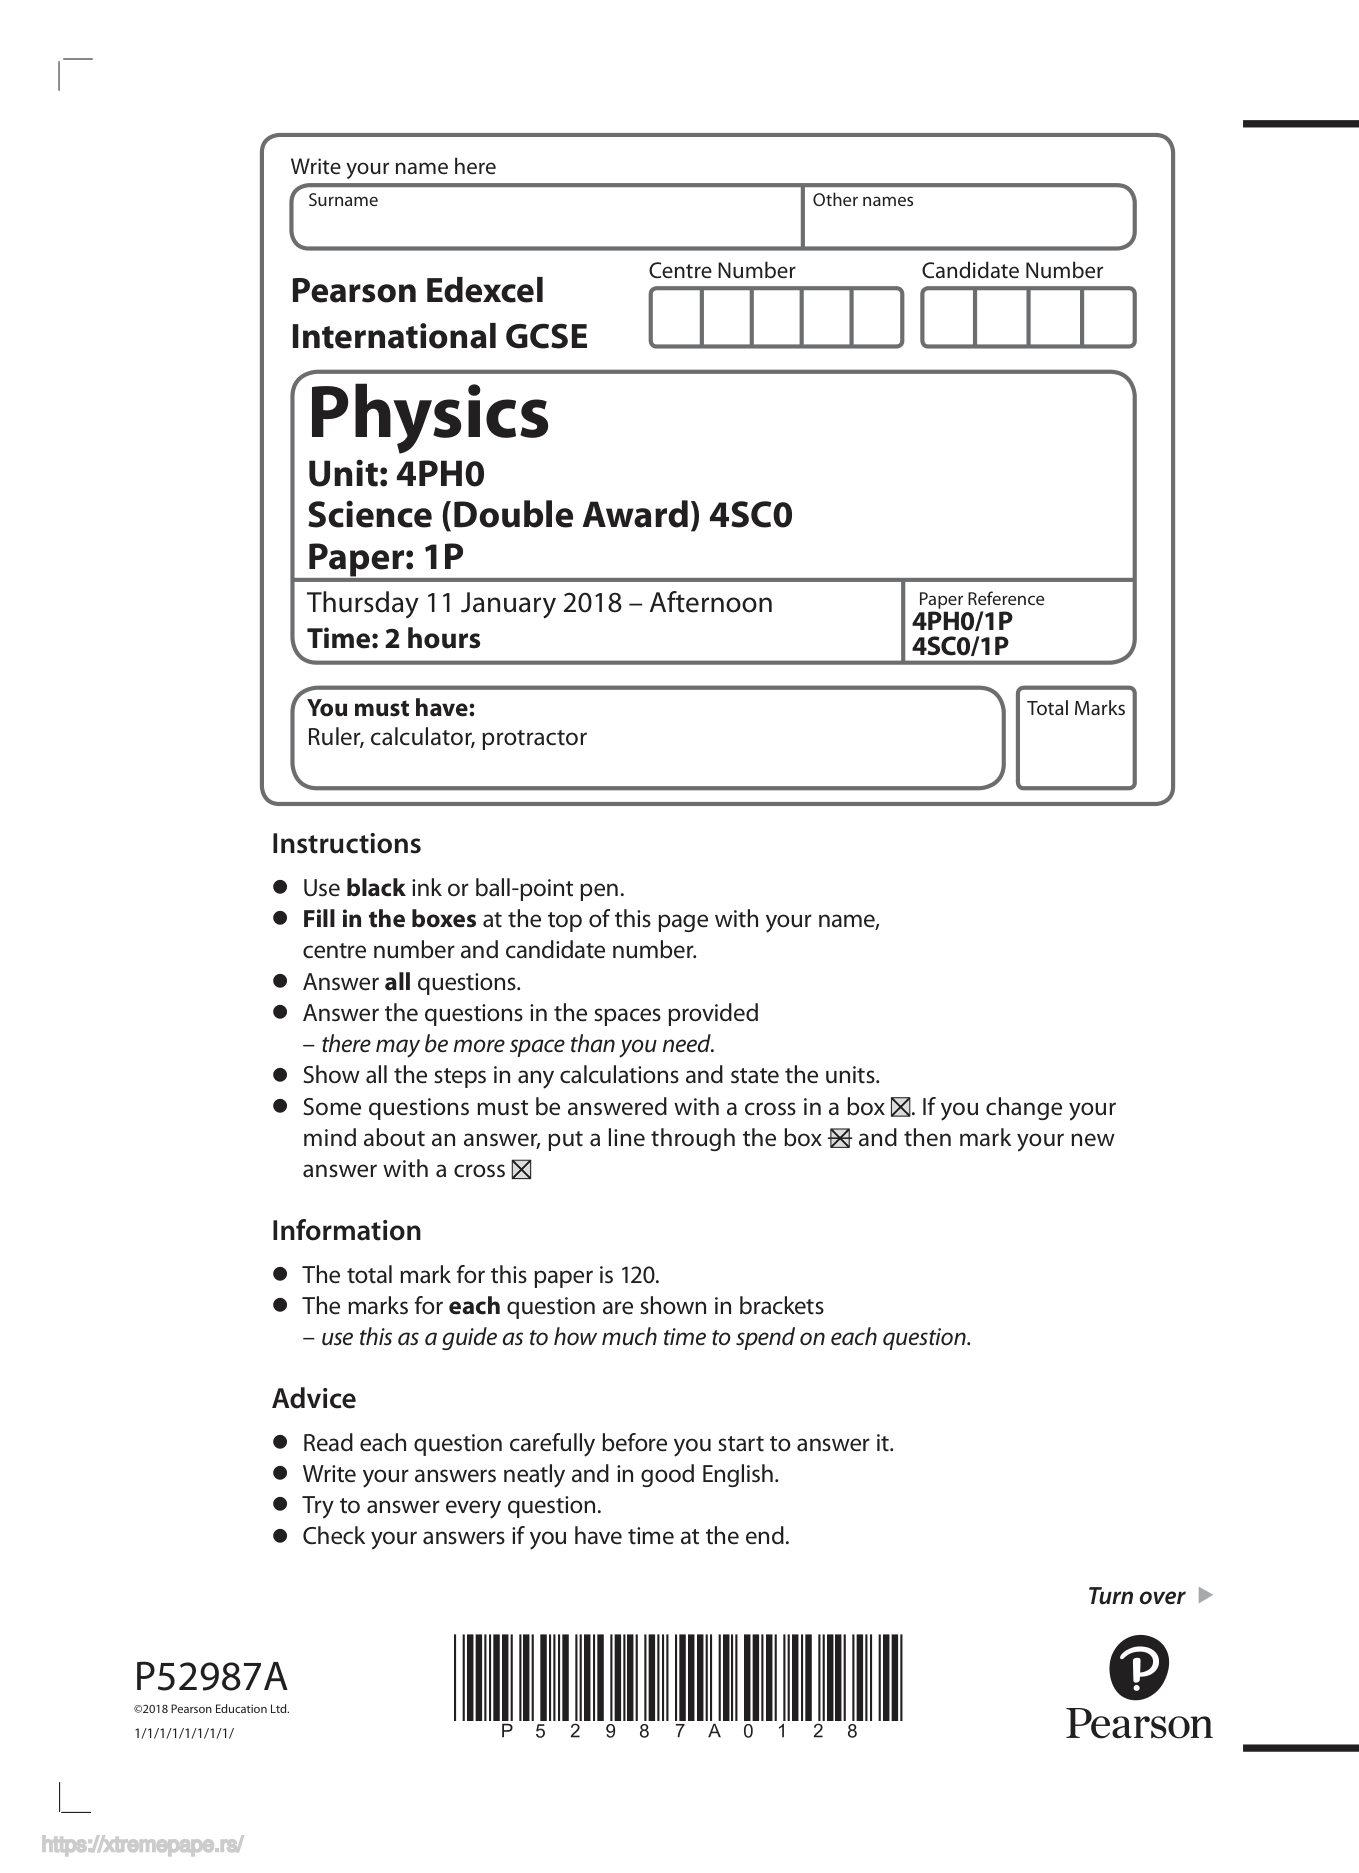 Write your name here
Surname
Other names
Pearson Edexcel
International GCSE
Centre Number
Candidate Number
Physics
Unit: 4PH0
Science (Double Award) 4SC0
Paper: 1P
Thursday 11 January 2018 – Afternoon
Time: 2 hours
Paper Reference
4PH0/1P
4SC0/1P
You must have:
Ruler, calculator, protractor
Total Marks
Instructions
● Use black ink or ball-point pen.
● Fill in the boxes at the top of this page with your name,
centre number and candidate number.
● Answer all questions.
● Answer the questions in the spaces provided
– there may be more space than you need.
● Show all the steps in any calculations and state the units.
● Some questions must be answered with a cross in a box ☒. If you change your
mind about an answer, put a line through the box ☒ and then mark your new
answer with a cross ☒
Information
● The total mark for this paper is 120.
● The marks for each question are shown in brackets
– use this as a guide as to how much time to spend on each question.
Advice
● Read each question carefully before you start to answer it.
● Write your answers neatly and in good English.
● Try to answer every question.
● Check your answers if you have time at the end.
Turn over
P52987A
©2018 Pearson Education Ltd.
1/1/1/1/1/1/1/1/
P52987A0128
Pearson
https://xtremepape.rs/